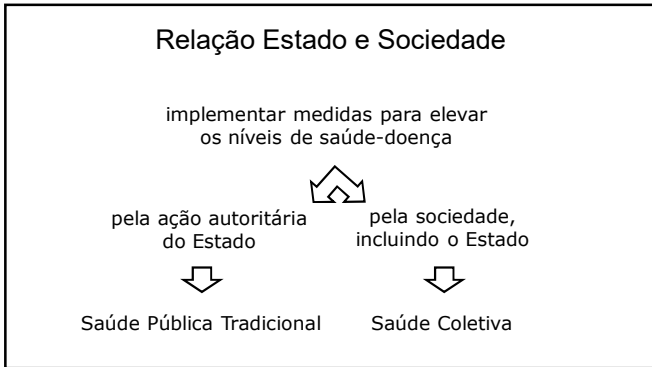 Relação Estado e Sociedade
implementar medidas para elevar
os níveis de saúde-doença
pela ação autoritária
do Estado
pela sociedade,
incluindo o Estado
Saúde Pública Tradicional
Saúde Coletiva